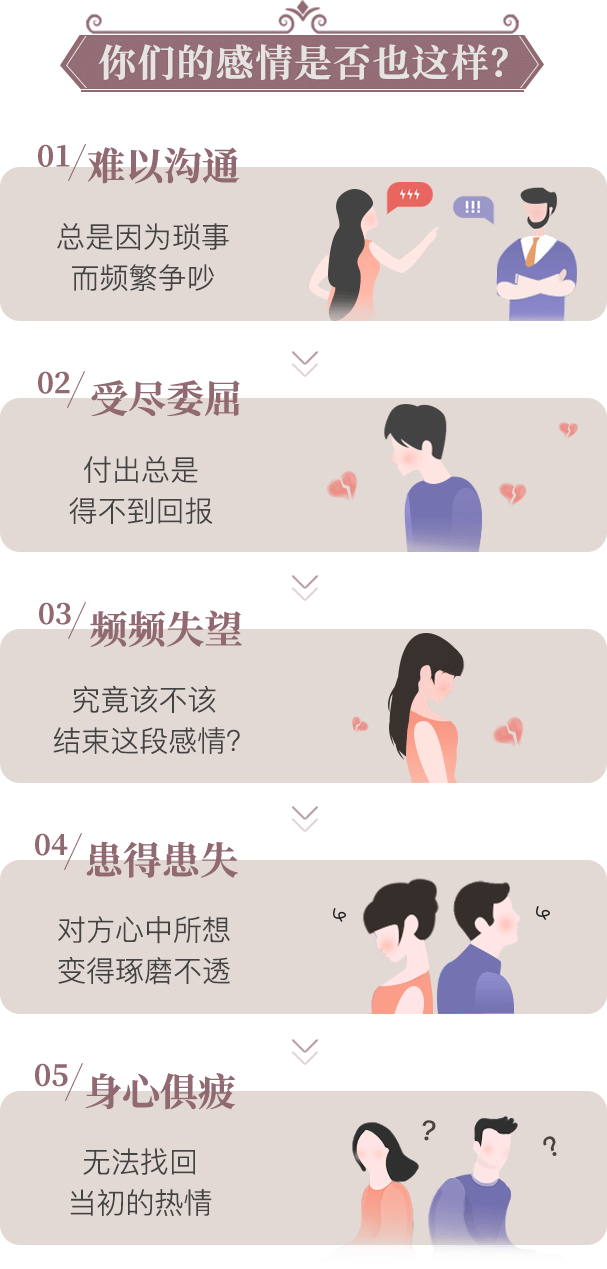 你们的感情是否也这样？
01/难以沟通
总是因为琐事
而频繁争吵
!!!
02/受尽委屈
付出总是
得不到回报
03/频频失望
究竟该不该
结束这段感情？
04/患得患失
对方心中所想
变得琢磨不透
05/身心俱疲
?
?
无法找回
当初的热情